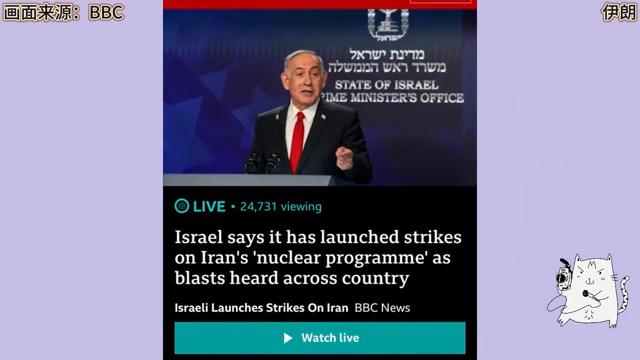 画面来源：BBC
伊朗
מדינת ישראל
משרד ראש הממשלה
STATE OF ISRAEL
PRIME MINISTER'S OFFICE
LIVE • 24,731 viewing
Israel says it has launched strikes
on Iran's 'nuclear programme' as
blasts heard across country
Israeli Launches Strikes On Iran BBC News
Watch live